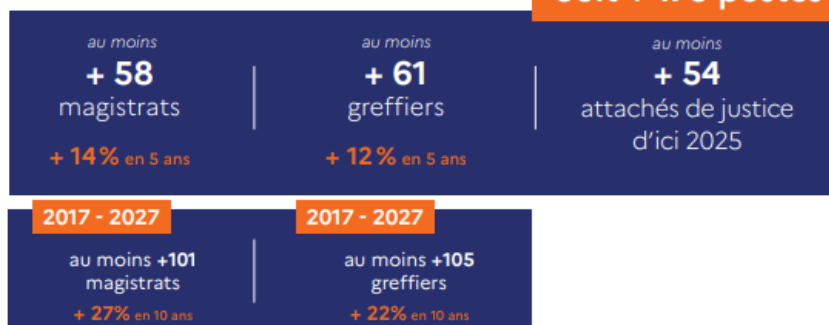 postes
au moins
+ 58
magistrats
+ 14% en 5 ans
au moins
+ 61
greffiers
+ 12% en 5 ans
au moins
+ 54
attachés de justice
d'ici 2025
2017 - 2027
au moins +101
magistrats
+ 27% en 10 ans
2017 - 2027
au moins +105
greffiers
+ 22% en 10 ans